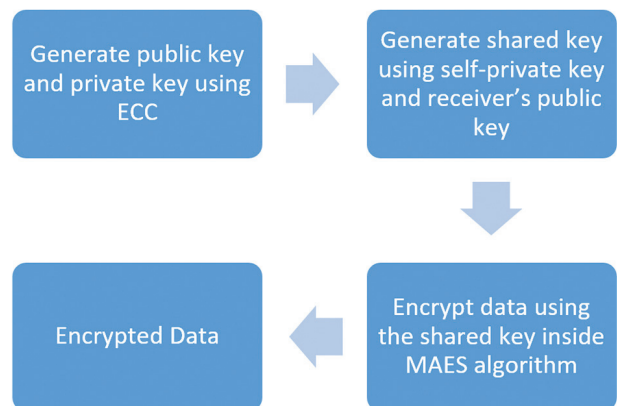 Generate public key
and private key using
ECC
Generate shared key
using self-private key
and receiver's public
key
Encrypt data using
the shared key inside
MAES algorithm
Encrypted Data